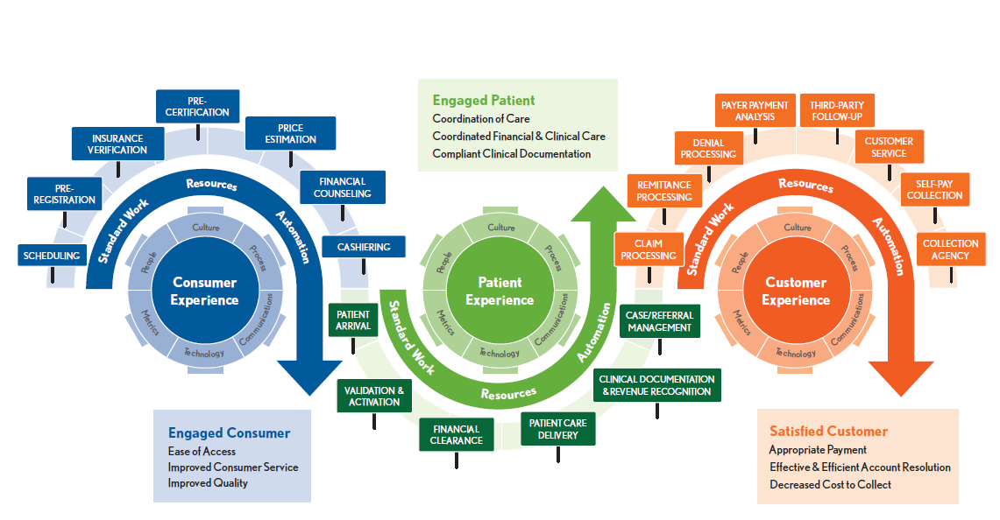 SCHEDULING
PRE-
REGISTRATION
INSURANCE
VERIFICATION
PRE-
CERTIFICATION
PRICE
ESTIMATION
FINANCIAL
COUNSELING
CASHIERING
Standard Work
Resources
Automation
Culture
Process
Communications
Technology
Metrics
People
Consumer
Experience
Engaged Consumer
Ease of Access
Improved Consumer Service
Improved Quality
Engaged Patient
Coordination of Care
Coordinated Financial & Clinical Care
Compliant Clinical Documentation
Culture
Process
Communications
Technology
Metrics
People
Patient
Experience
Standard Work
Resources
Automation
PATIENT
ARRIVAL
VALIDATION &
ACTIVATION
FINANCIAL
CLEARANCE
PATIENT CARE
DELIVERY
CLINICAL DOCUMENTATION
& REVENUE RECOGNITION
CASE/REFERRAL
MANAGEMENT
CLAIM
PROCESSING
REMITTANCE
PROCESSING
DENIAL
PROCESSING
PAYER PAYMENT
ANALYSIS
THIRD-PARTY
FOLLOW-UP
CUSTOMER
SERVICE
SELF-PAY
COLLECTION
COLLECTION
AGENCY
Standard Work
Resources
Automation
Culture
Process
Communications
Technology
Metrics
People
Customer
Experience
Satisfied Customer
Appropriate Payment
Effective & Efficient Account Resolution
Decreased Cost to Collect